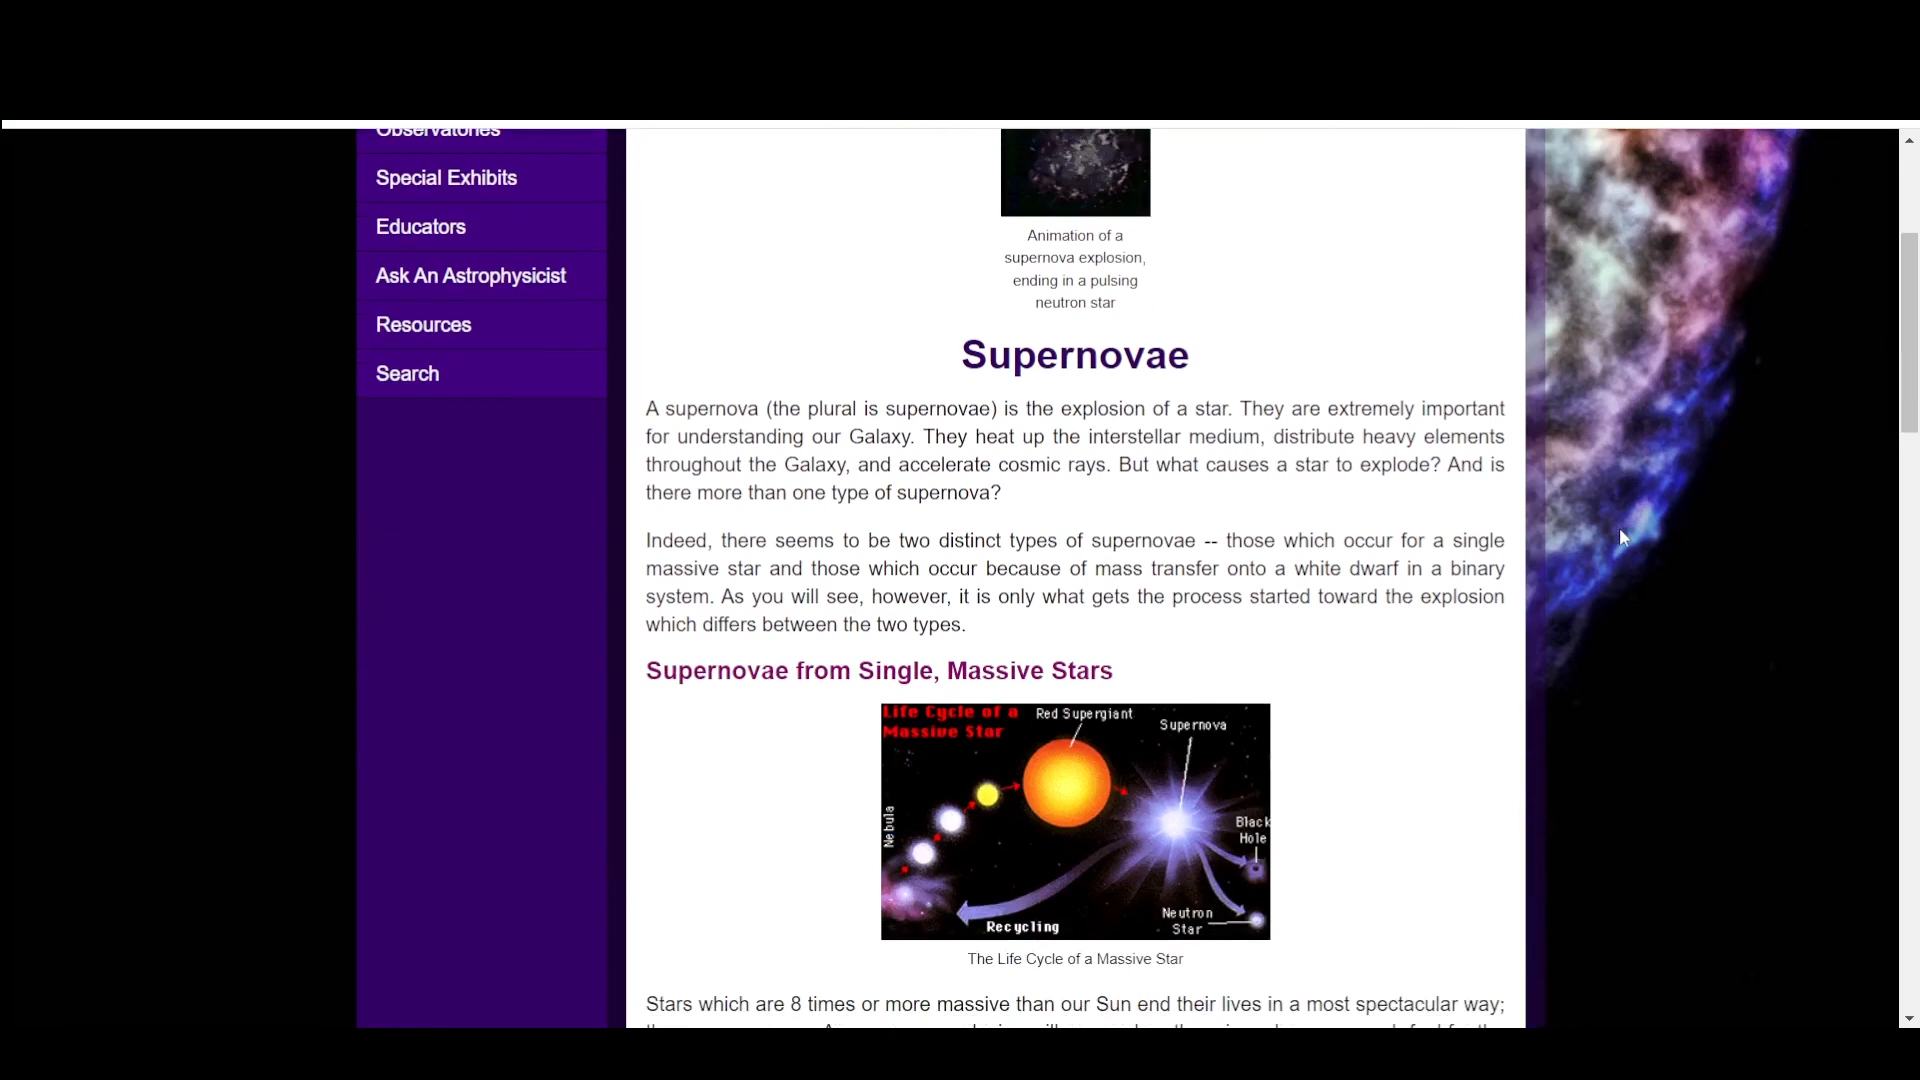 Observatories
Special Exhibits
Educators
Ask An Astrophysicist
Resources
Search
Animation of a
supernova explosion,
ending in a pulsing
neutron star
Supernovae
A supernova (the plural is supernovae) is the explosion of a star. They are extremely important
for understanding our Galaxy. They heat up the interstellar medium, distribute heavy elements
throughout the Galaxy, and accelerate cosmic rays. But what causes a star to explode? And is
there more than one type of supernova?
Indeed, there seems to be two distinct types of supernovae -- those which occur for a single
massive star and those which occur because of mass transfer onto a white dwarf in a binary
system. As you will see, however, it is only what gets the process started toward the explosion
which differs between the two types.
Supernovae from Single, Massive Stars
Life Cycle of a
Massive Star
Red Supergiant
Supernova
Nebula
Black
Hole
Neutron
Star
Recycling
The Life Cycle of a Massive Star
Stars which are 8 times or more massive than our Sun end their lives in a most spectacular way;